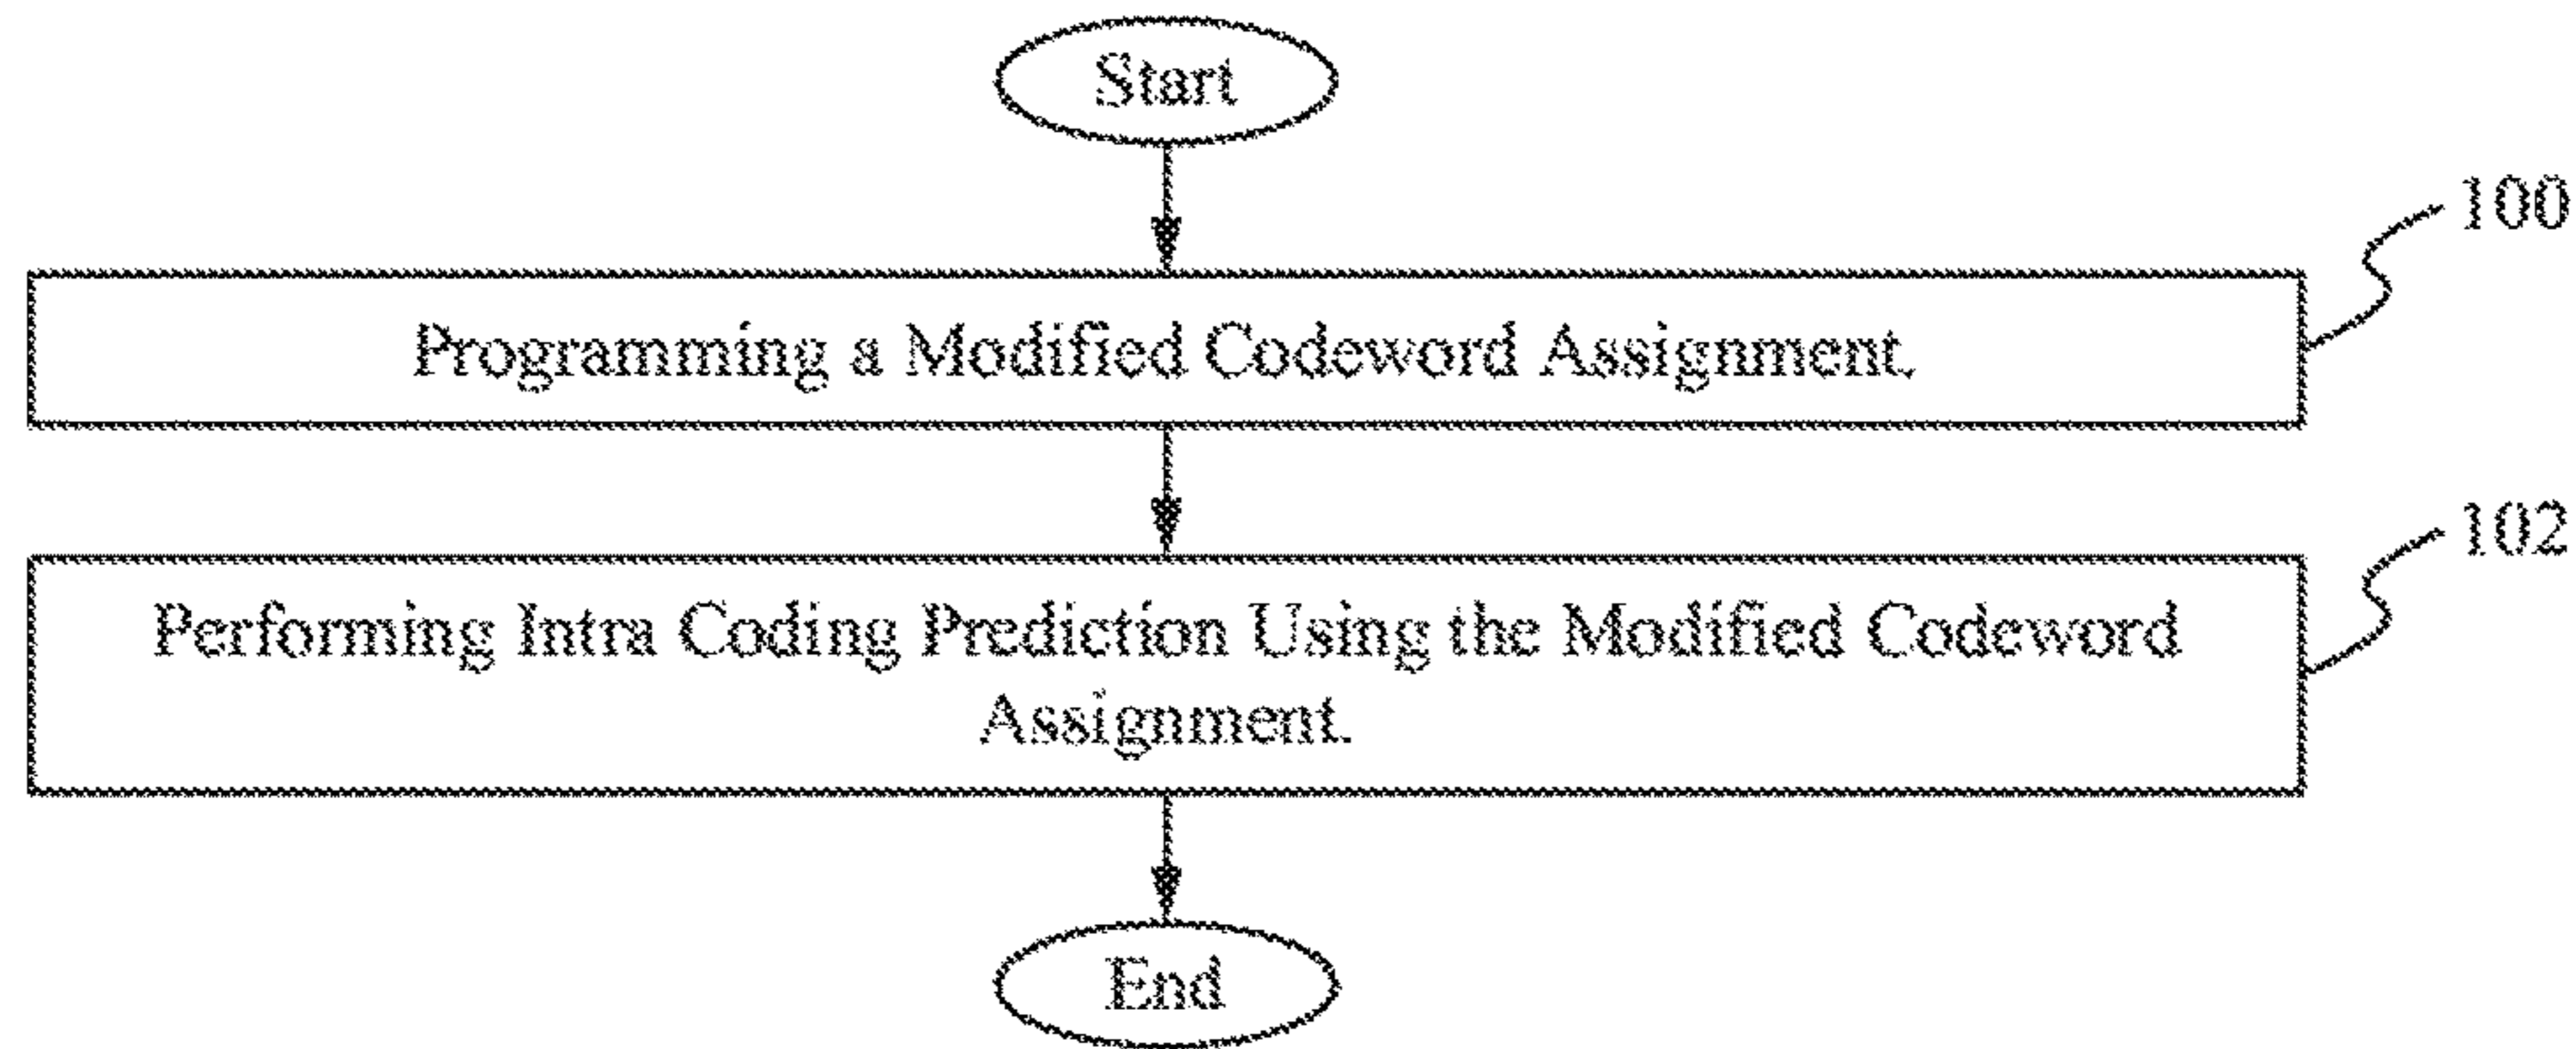 Start
100
Programming a Modified Codeword Assignment.
102
Performing Intra Coding Prediction Using the Modified Codeword
Assignment.
End